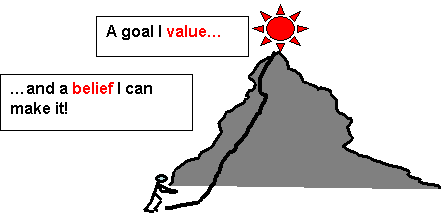 A goal I value…
…and a belief I can
make it!